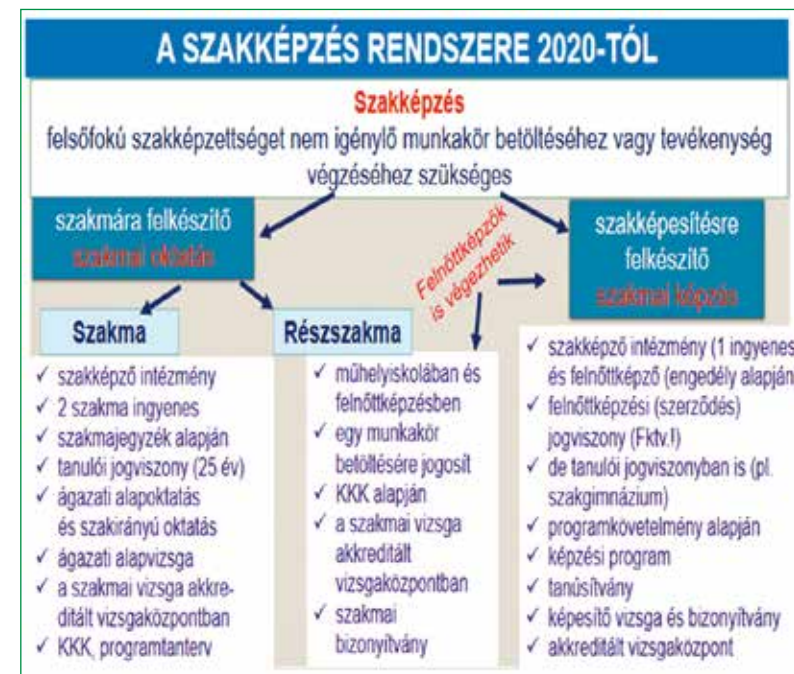 A SZAKKÉPZÉS RENDSZERE 2020-TÓL
Szakképzés
felsőfokú szakképzettséget nem igénylő munkakör betöltéséhez vagy tevékenység
végzéséhez szükséges
szakmára felkészítő
szakmai oktatás
Felnőttképzők
is végezhetik
szakképesítésre
felkészítő
szakmai képzés
Szakma
✓ szakképző intézmény
✓ 2 szakma ingyenes
✓ szakmajegyzék alapján
✓ tanulói jogviszony (25 év)
✓ ágazati alapoktatás
és szakirányú oktatás
✓ ágazati alapvizsga
✓ a szakmai vizsga akkre-
ditált vizsgaközpontban
✓ KKK, programtanterv
Részszakma
✓ műhelyiskolában és
felnőttképzésben
✓ egy munkakör
betöltésére jogosít
✓ KKK alapján
✓ a szakmai vizsga
akkreditált
vizsgaközpontban
✓ szakmai
bizonyítvány
✓ szakképző intézmény (1 ingyenes
és felnőttképző (engedély alapján
✓ felnőttképzési (szerződés)
jogviszony (Fktv.!)
✓ de tanulói jogviszonyban is (pl.
szakgimnázium)
✓ programkövetelmény alapján
✓ képzési program
✓ tanúsítvány
✓ képesítő vizsga és bizonyítvány
✓ akkreditált vizsgaközpont